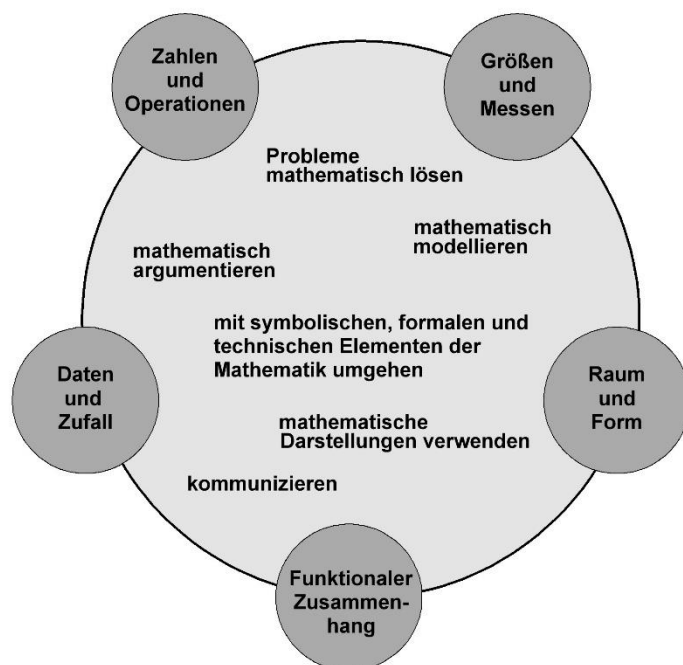 Zahlen
und
Operationen
Größen
und
Messen
Probleme
mathematisch lösen
mathematisch
modellieren
mathematisch
argumentieren
mit symbolischen, formalen und
technischen Elementen der
Mathematik umgehen
Daten
und
Zufall
Raum
und
Form
mathematische
Darstellungen verwenden
kommunizieren
Funktionaler
Zusammen-
hang